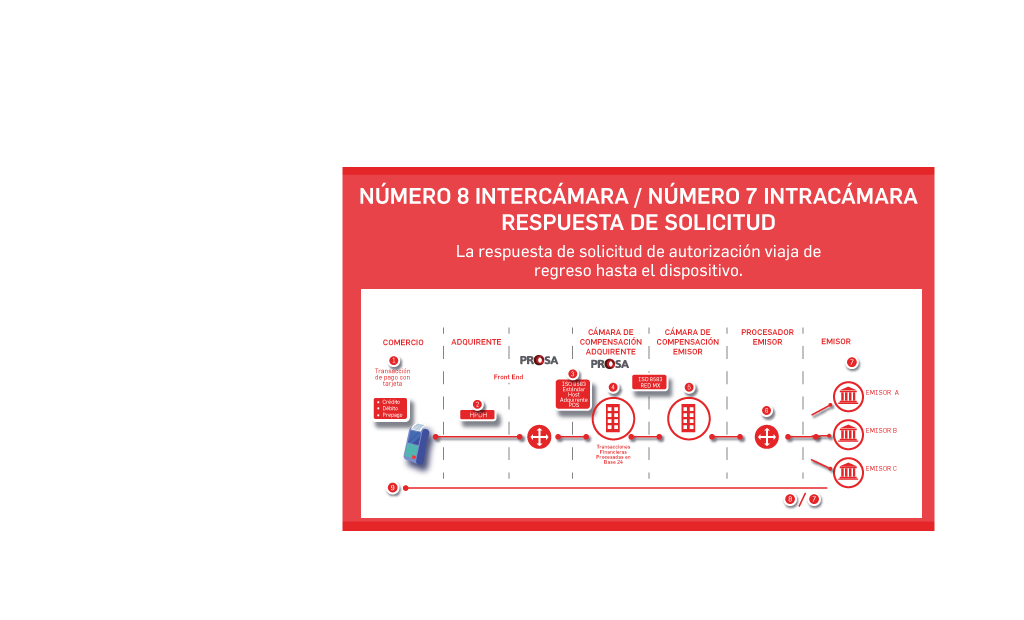 NÚMERO 8 INTERCÁMARA / NÚMERO 7 INTRACÁMARA
RESPUESTA DE SOLICITUD
La respuesta de solicitud de autorización viaja de
regreso hasta el dispositivo.
COMERCIO
ADQUIRENTE
CÁMARA DE
COMPENSACIÓN
ADQUIRENTE
CÁMARA DE
COMPENSACIÓN
EMISOR
PROCESADOR
EMISOR
EMISOR
1
Transacción
de pago con
tarjeta
• Crédito
• Débito
• Prepago
2
HPDH
PROSA
Front End
3
ISO 8583
Estándar
Host
Adquirente
POS
PROSA
4
Transacciones
Financieras
Procesadas en
Base 24
ISO 8583
RED MX
5
6
7
EMISOR A
EMISOR B
EMISOR C
9
8 / 7